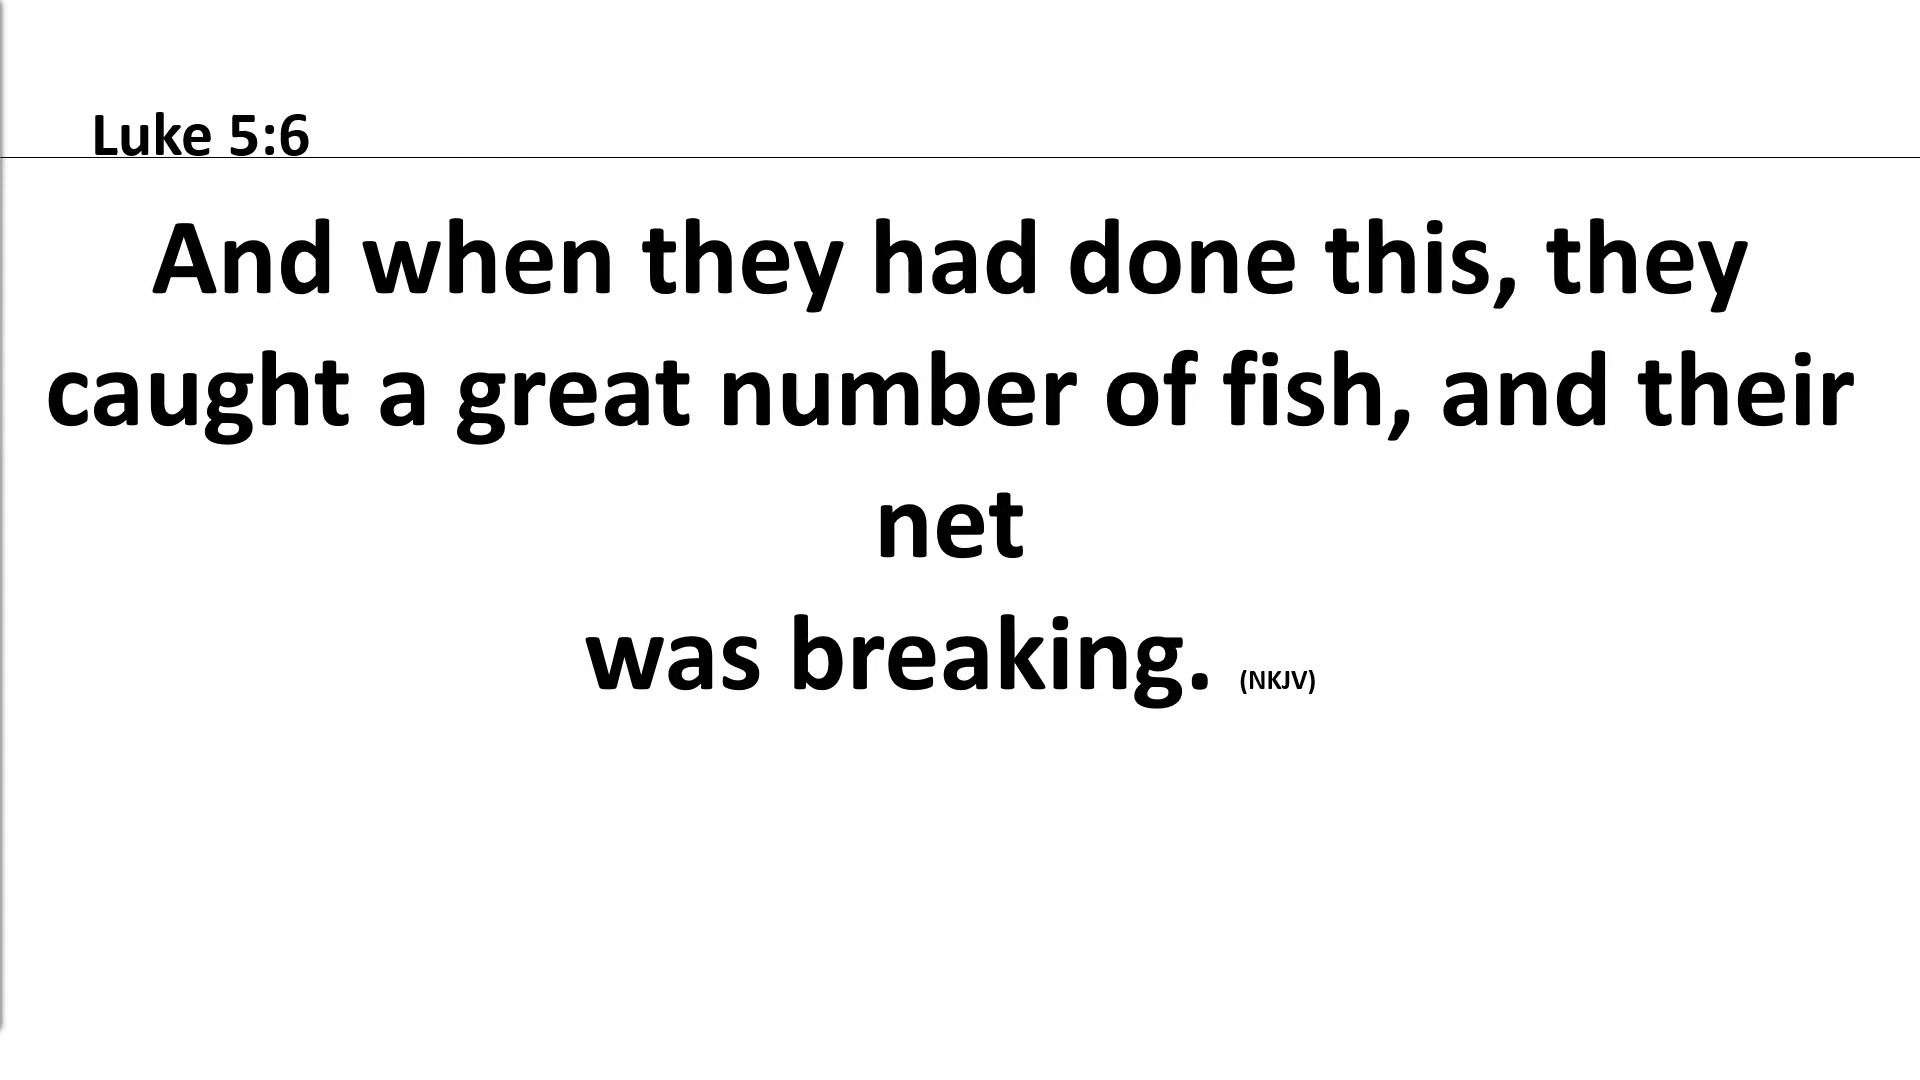 Luke 5:6
And when they had done this, they
caught a great number of fish, and their
net
was breaking. (NKJV)